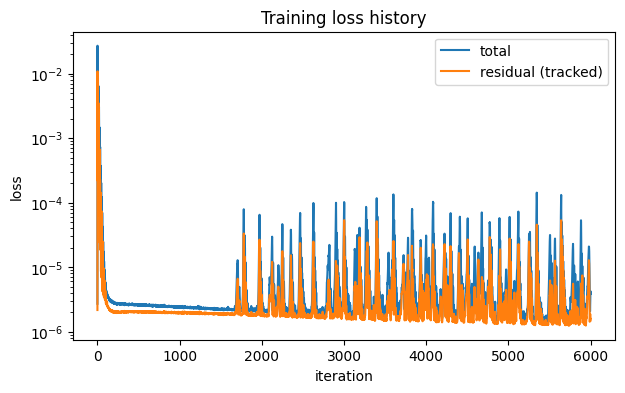 Training loss history
total
residual (tracked)
10⁻²
10⁻³
10⁻⁴
10⁻⁵
10⁻⁶
loss
0 1000 2000 3000 4000 5000 6000
iteration